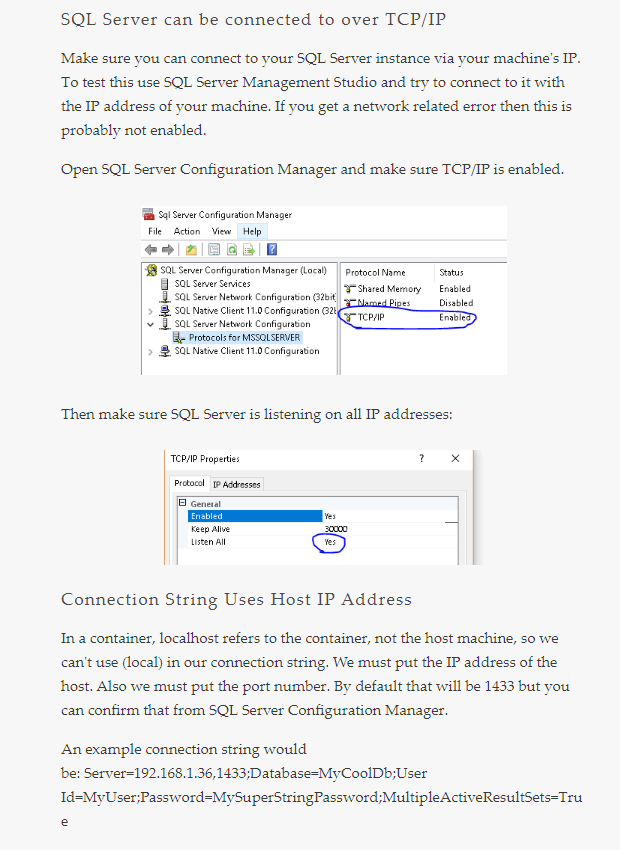 SQL Server can be connected to over TCP/IP
Make sure you can connect to your SQL Server instance via your machine's IP.
To test this use SQL Server Management Studio and try to connect to it with
the IP address of your machine. If you get a network related error then this is
probably not enabled.
Open SQL Server Configuration Manager and make sure TCP/IP is enabled.
Sql Server Configuration Manager
File Action View Help
SQL Server Configuration Manager (Local)
SQL Server Services
SQL Server Network Configuration (32bit
SQL Native Client 11.0 Configuration (32b
SQL Server Network Configuration
Protocols for MSSQLSERVER
SQL Native Client 11.0 Configuration
Protocol Name Status
Shared Memory Enabled
Named Pipes Disabled
TCP/IP Enabled
Then make sure SQL Server is listening on all IP addresses:
TCP/IP Properties ? X
Protocol IP Addresses
General
Enabled Yes
Keep Alive 30000
Listen All Yes
Connection String Uses Host IP Address
In a container, localhost refers to the container, not the host machine, so we
can't use (local) in our connection string. We must put the IP address of the
host. Also we must put the port number. By default that will be 1433 but you
can confirm that from SQL Server Configuration Manager.
An example connection string would
be: Server=192.168.1.36,1433;Database=MyCoolDb;User
Id=MyUser;Password=MySuperStringPassword;MultipleActiveResultSets=Tru
e